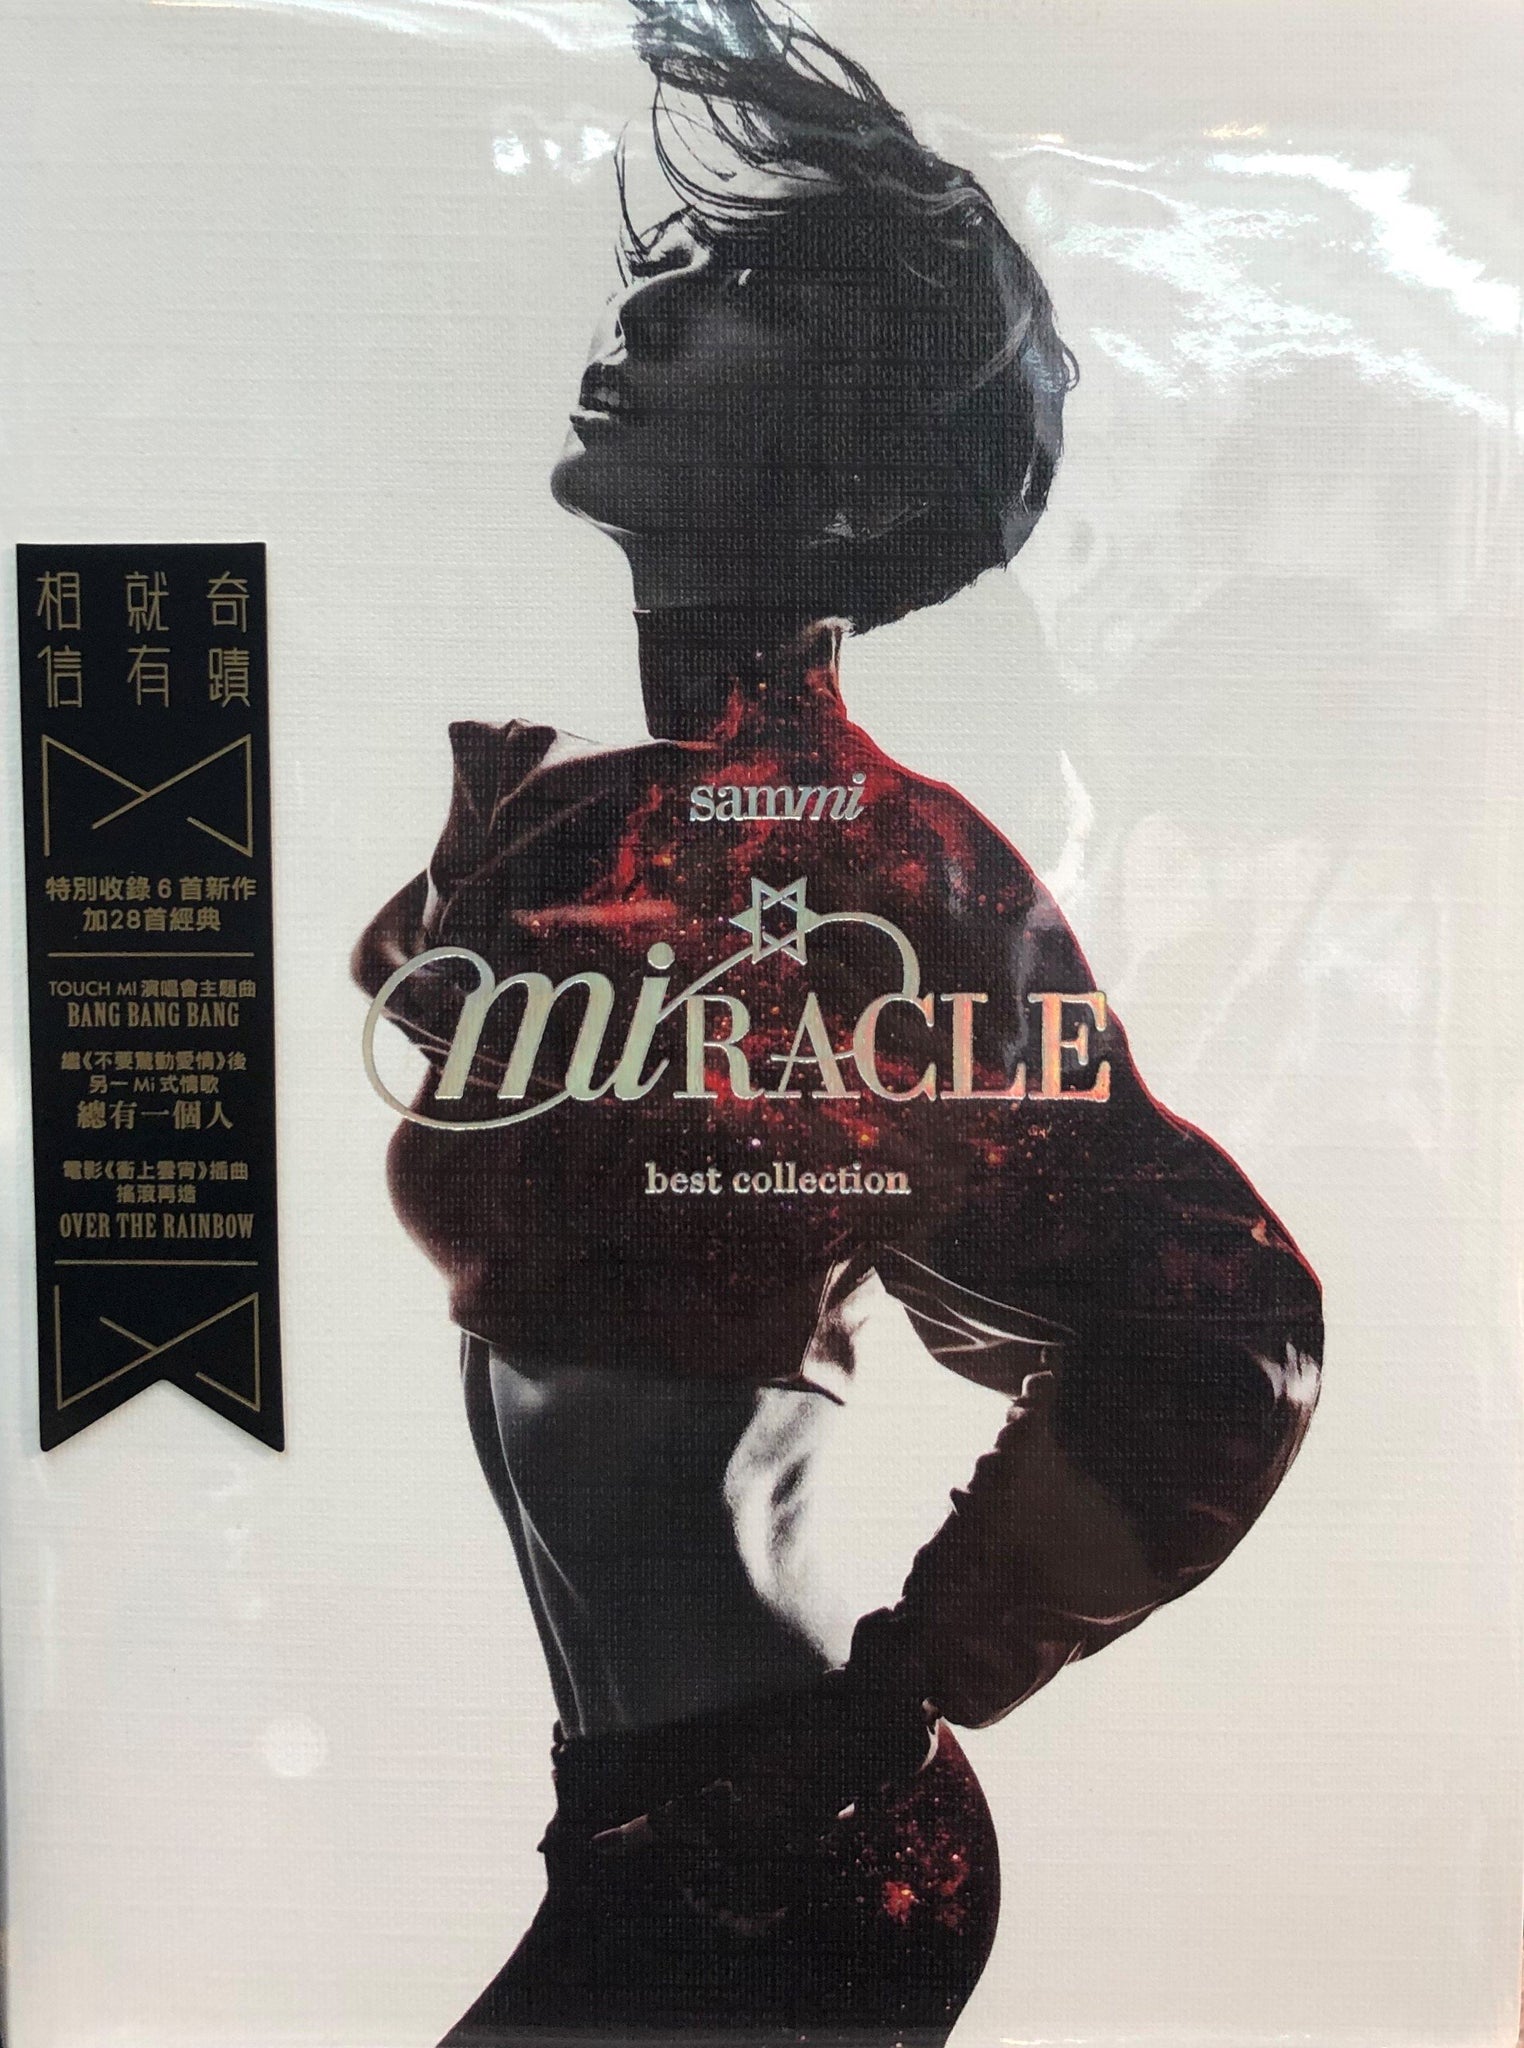 相信
就有
奇蹟
特別收錄 6 首新作
加28首經典
TOUCH MI 演唱會主題曲
BANG BANG BANG
繼《不要驚動愛情》後
另一 Mi 式情歌
總有一個人
電影《衝上雲宵》插曲
搖滾再造
OVER THE RAINBOW
sammi
miRACLE
best collection